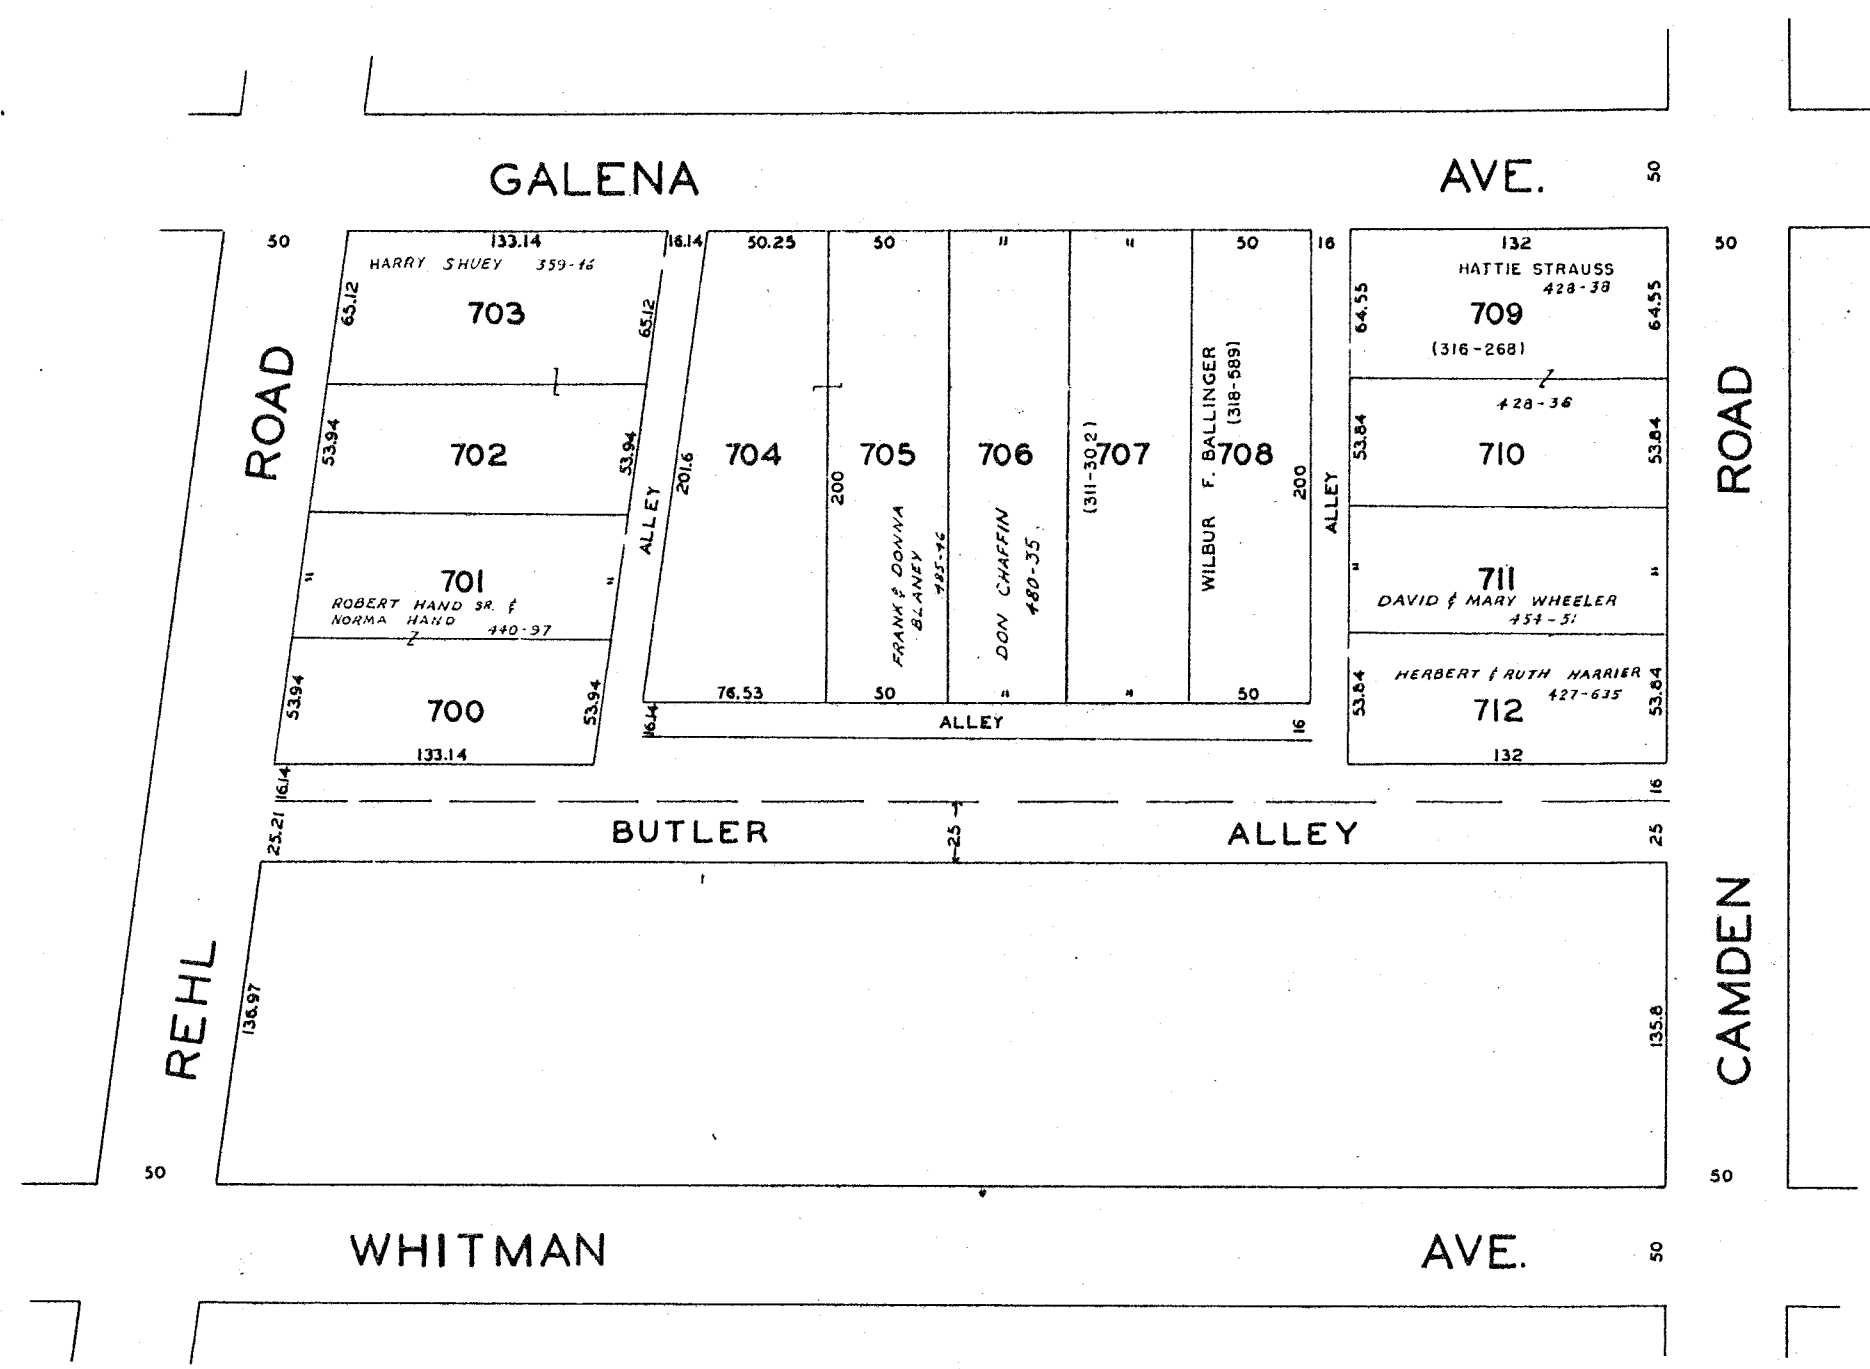 GALENA AVE. 50
50 133.14 16.14 50.25 50 " " 50 16 132 50
HARRY SHUEY 359-46
703
65.12
65.12
HATTIE STRAUSS
428-38
709
(316-268)
64.55
64.55
ROAD
702
53.94
53.94
ALLEY
201.6
704
200
705
FRANK & DONNA
BLANEY
485-46
706
DON CHAFFIN
480-35
(311-302)
707
WILBUR F. BALLINGER
(318-589)
708
200
ALLEY
428-36
710
53.84
53.84
ROAD
" 701 "
ROBERT HAND SR. &
NORMA HAND 440-97
" 711 "
DAVID & MARY WHEELER
454-51
53.94
700
53.94
133.14
76.53 50 " " 50
16.14 ALLEY 16
HERBERT & RUTH HARRIER
427-635
53.84
712
53.84
132
16.14
16
25.21
BUTLER 25 ALLEY 25
REHL
136.97
135.8
CAMDEN
50
50
WHITMAN AVE. 50